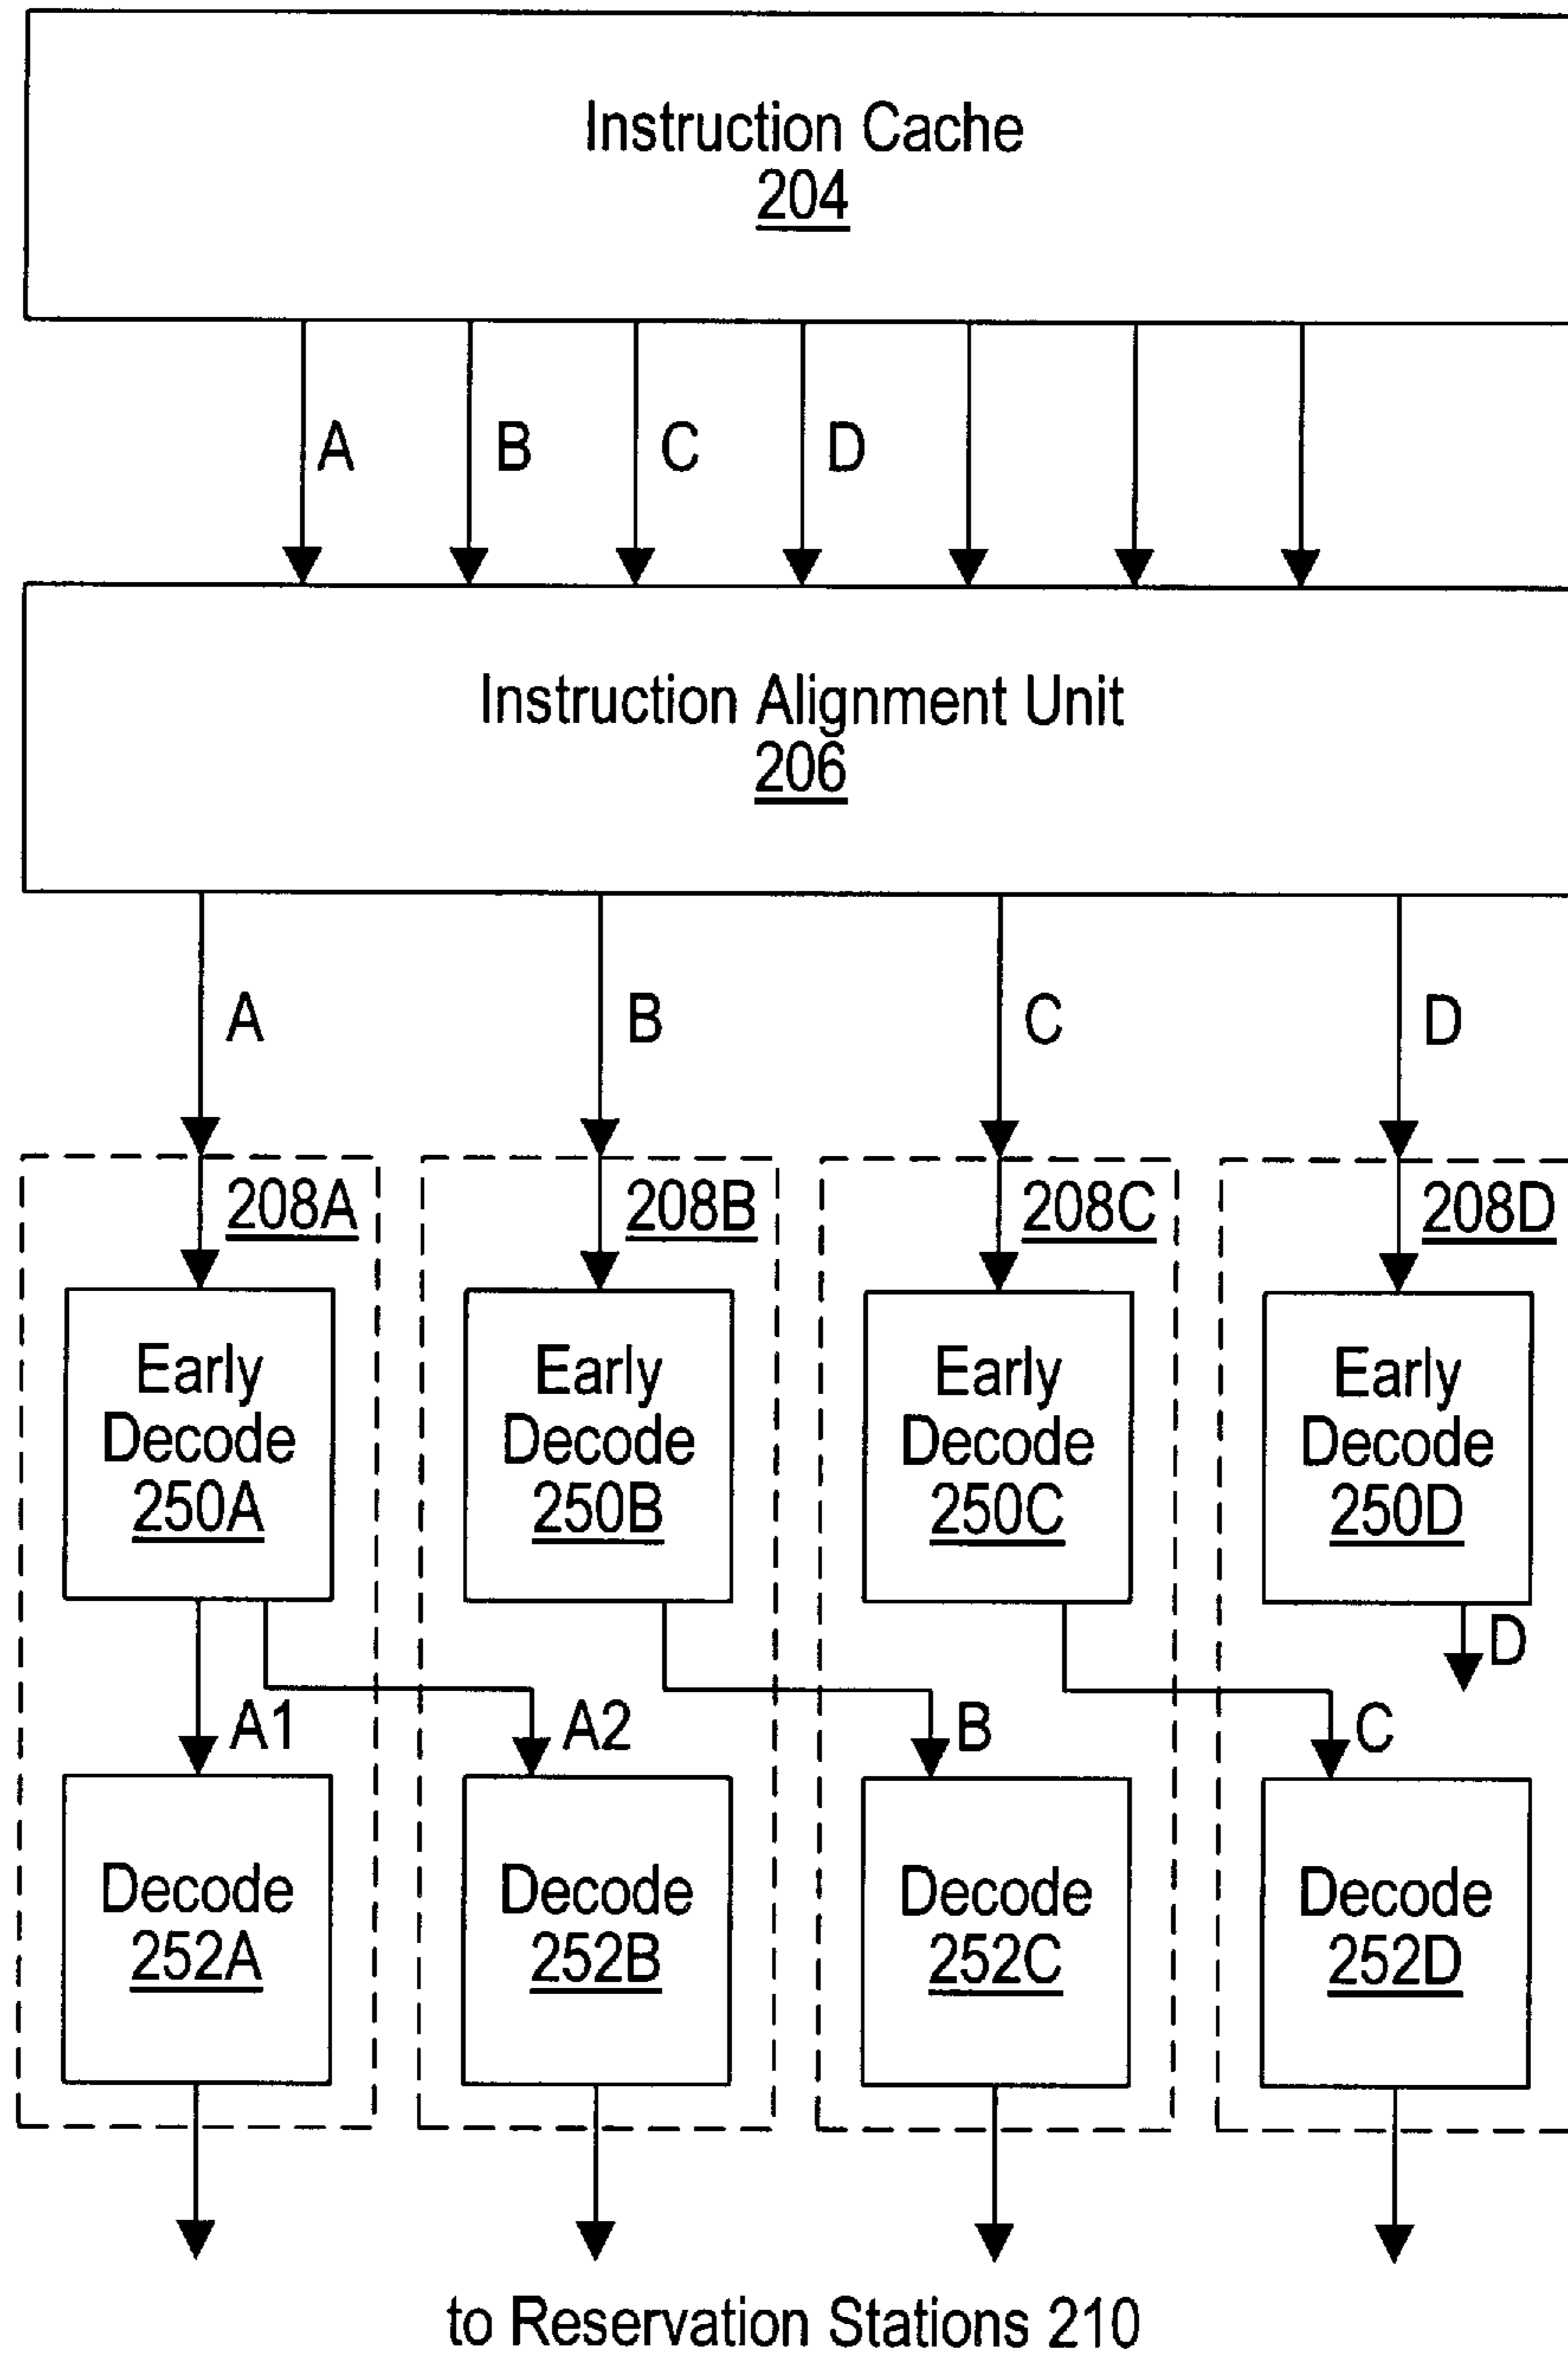 Instruction Cache
204
A B C D
Instruction Alignment Unit
206
A B C D
208A 208B 208C 208D
Early Early Early Early
Decode Decode Decode Decode
250A 250B 250C 250D
D
A1 A2 B C
Decode Decode Decode Decode
252A 252B 252C 252D
to Reservation Stations 210